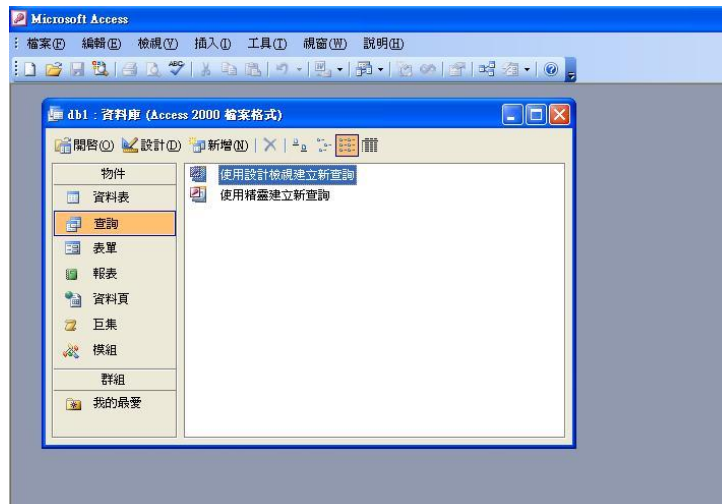 Microsoft Access
檔案(F) 編輯(E) 檢視(V) 插入(I) 工具(T) 視窗(W) 說明(H)
db1 : 資料庫 (Access 2000 檔案格式)
開啓(O) 設計(D) 新增(N)
物件
資料表
查詢
表單
報表
資料頁
巨集
模組
群組
我的最愛
使用設計檢視建立新查詢
使用精靈建立新查詢